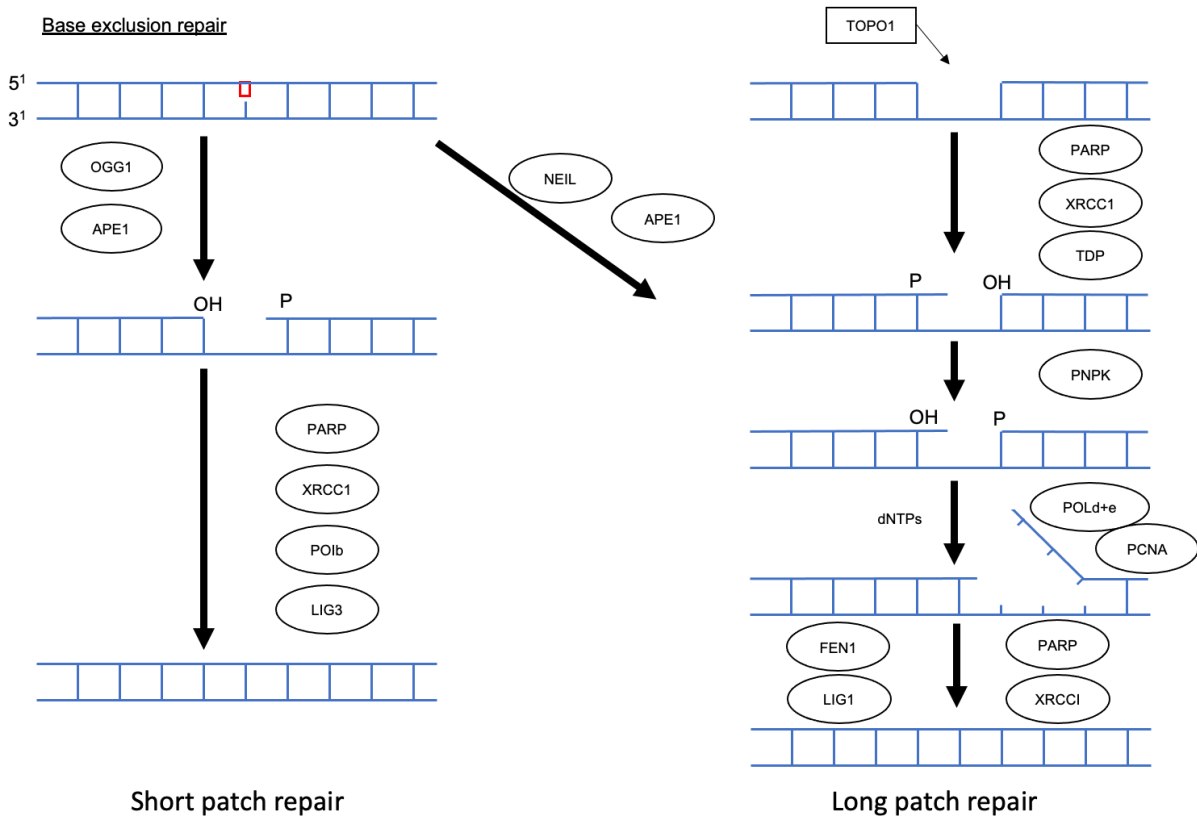 Base exclusion repair
5¹
3¹
OGG1
APE1
NEIL
APE1
OH
P
PARP
XRCC1
POlb
LIG3
Short patch repair
TOPO1
PARP
XRCC1
TDP
P
OH
PNPK
OH
P
dNTPs
POLd+e
PCNA
FEN1
LIG1
PARP
XRCCI
Long patch repair